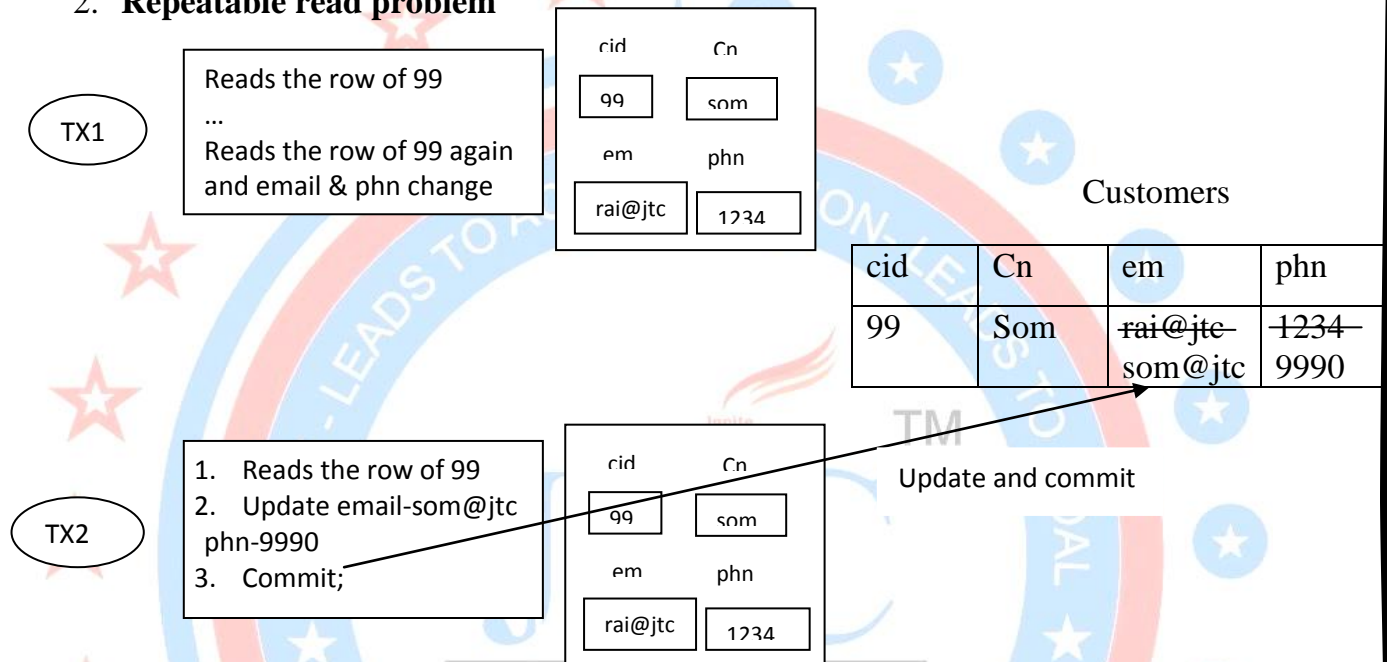 2. Repeatable read problem
TX1
Reads the row of 99
...
Reads the row of 99 again
and email & phn change
cid Cn
99 som
em phn
rai@jtc 1234
Customers
cid Cn em phn
99 Som rai@jtc 1234
som@jtc 9990
TX2
1. Reads the row of 99
2. Update email-som@jtc
phn-9990
3. Commit;
cid Cn
99 som
em phn
rai@jtc 1234
Update and commit
TM
LEADS TO